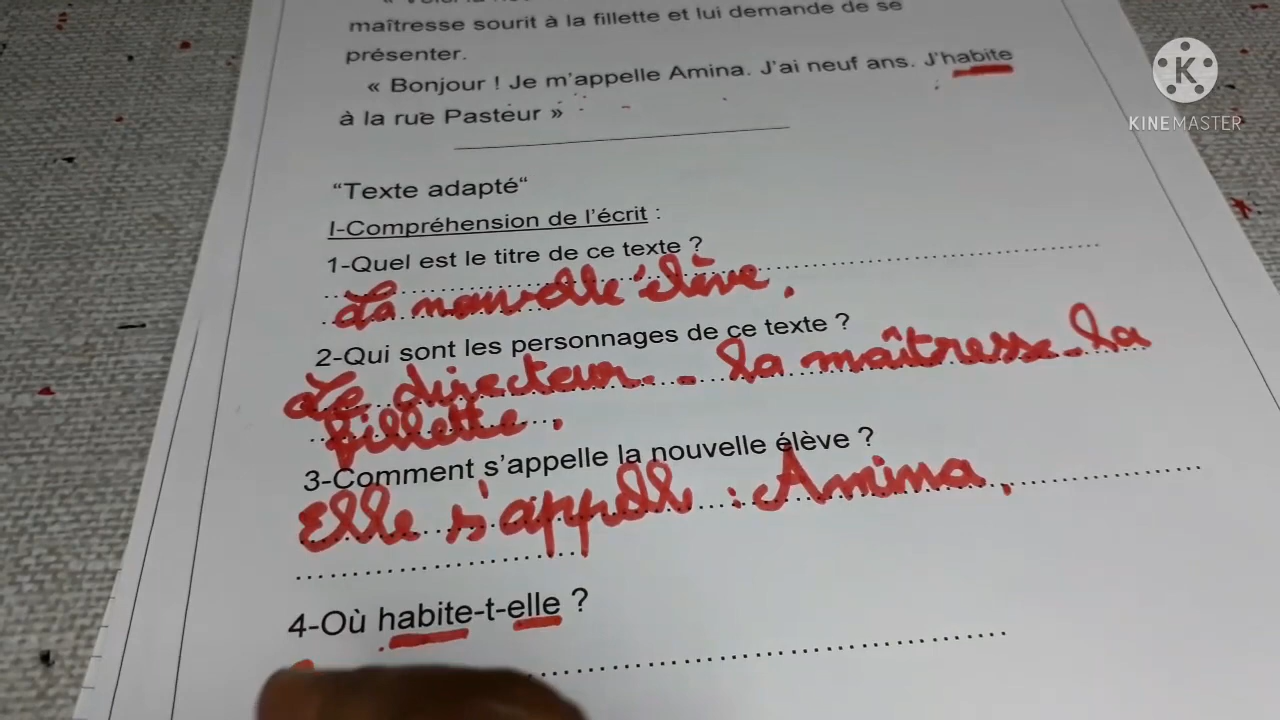 maîtresse sourit à la fillette et lui demande de se
présenter.
« Bonjour ! Je m'appelle Amina. J'ai neuf ans. J'habite
à la rue Pasteur »
"Texte adapté"
I-Compréhension de l'écrit :
1-Quel est le titre de ce texte ?
La nouvelle élève.
2-Qui sont les personnages de ce texte ?
Le directeur - la maîtresse - la
fillette.
3-Comment s'appelle la nouvelle élève ?
Elle s'appelle : Amina.
4-Où habite-t-elle ?
K
KINEMASTER